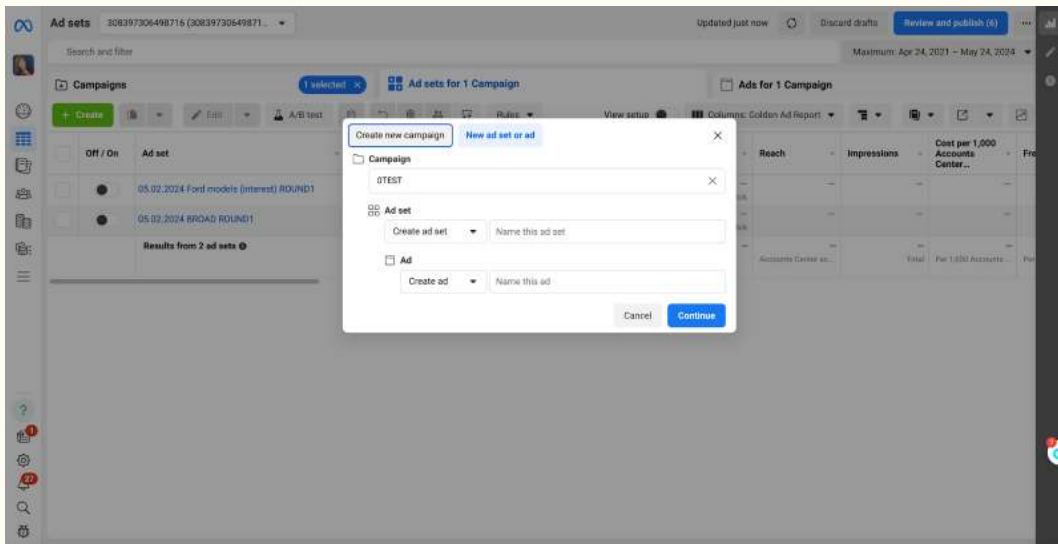 Ad sets
308397306498716 (30839730649871...
Updated just now
Discard drafts
Review and publish (6)
Search and filter
Maximum: Apr 24, 2021 – May 24, 2024
Campaigns
1 selected
Ad sets for 1 Campaign
Ads for 1 Campaign
+ Create
Edit
A/B test
Rules
View setup
Columns: Golden Ad Report
Off / On
Ad set
Reach
Impressions
Cost per 1,000 Accounts Center...
Fre
05.02.2024 Ford models (interest) ROUND1
05.02.2024 BROAD ROUND1
Results from 2 ad sets
Accounts Center ac...
Total
Per 1,000 Accounts ...
Per
Create new campaign
New ad set or ad
Campaign
0TEST
Ad set
Create ad set
Name this ad set
Ad
Create ad
Name this ad
Cancel
Continue
1
27